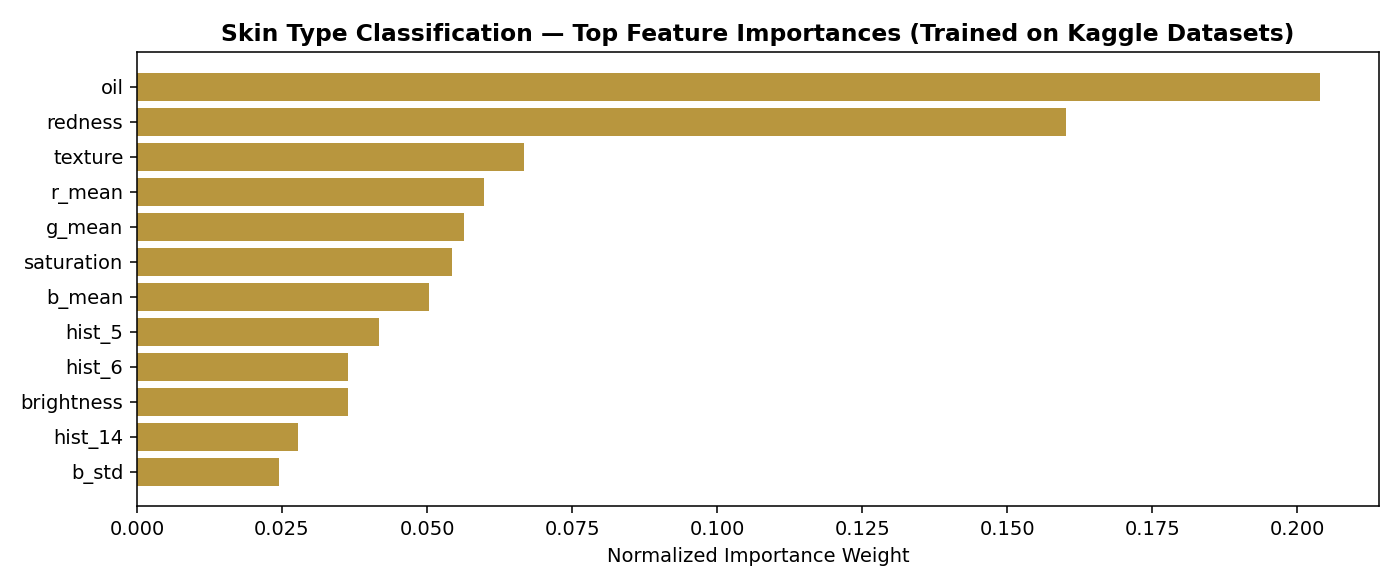 Skin Type Classification — Top Feature Importances (Trained on Kaggle Datasets)
oil
redness
texture
r_mean
g_mean
saturation
b_mean
hist_5
hist_6
brightness
hist_14
b_std
0.000 0.025 0.050 0.075 0.100 0.125 0.150 0.175 0.200
Normalized Importance Weight